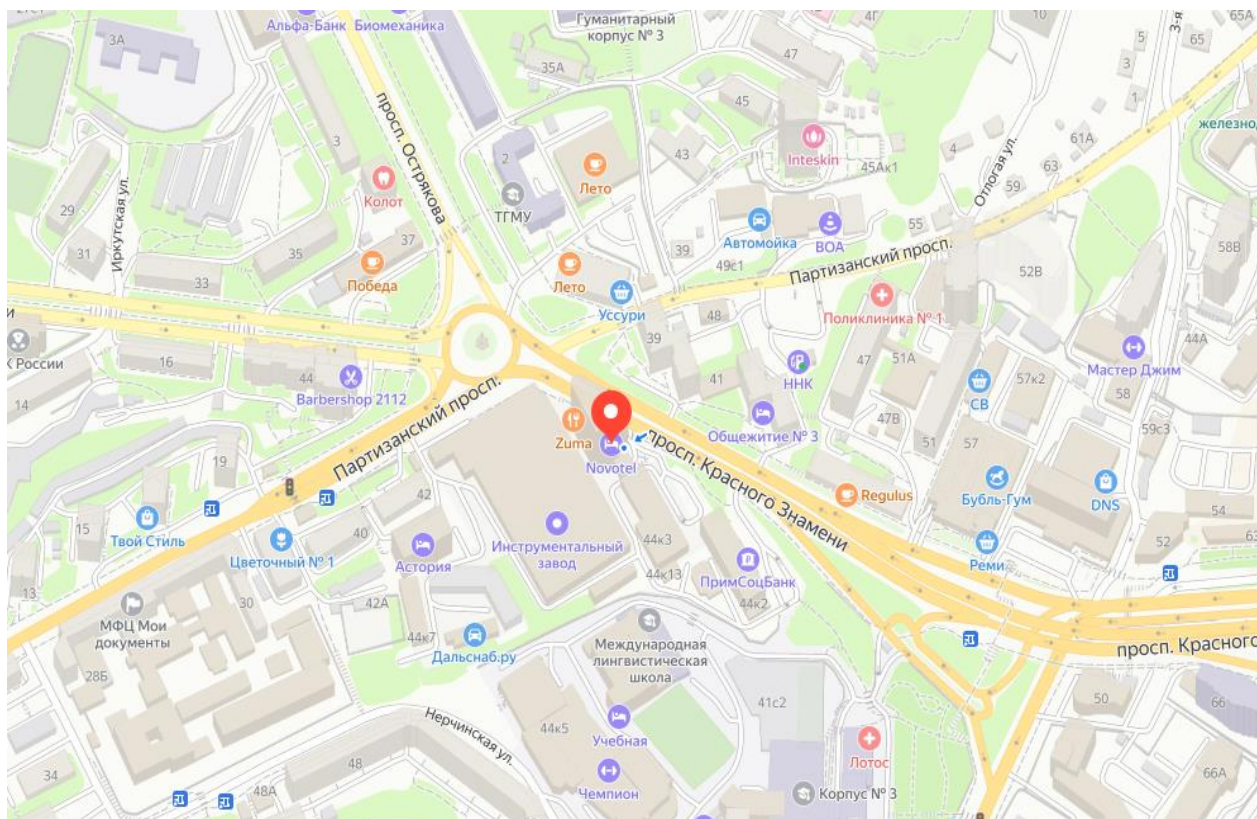 27с1
Альфа-Банк
Биомеханика
Гуманитарный
корпус № 3
4Г
10
65А
3-я
5
65
3А
47
35А
3
1
45
просп. Острякова
железно
3
2
43
Inteskin
4
61А
45Ак1
63
Отлогая ул.
59
Колот
Лето
ТГМУ
29
Иркутская ул.
37
31
35
39
Автомойка
ВОА
55
49с1
Партизанский просп.
52В
58В
33
Победа
Лето
Уссури
Поликлиника № 1
и
39
48
К России
16
44
Barbershop 2112
41
ННК
47
51А
Мастер Джим
44А
14
57к2
СВ
58
Партизанский просп.
Zuma
Novotel
Общежитие № 3
47В
51
57
59с3
просп. Красного Знамени
19
42
Regulus
Бубль-Гум
DNS
15
Твой Стиль
40
Цветочный № 1
Астория
Инструментальный
завод
44к3
54
52
63
Реми
13
44к13
ПримСоцБанк
30
42А
44к2
МФЦ Мои
документы
44к7
Дальснаб.ру
Международная
лингвистическая
школа
просп. Красного
28Б
41с2
50
66
Нерчинская ул.
44к5
Учебная
Лотос
34
48
48А
Чемпион
Корпус № 3
66А